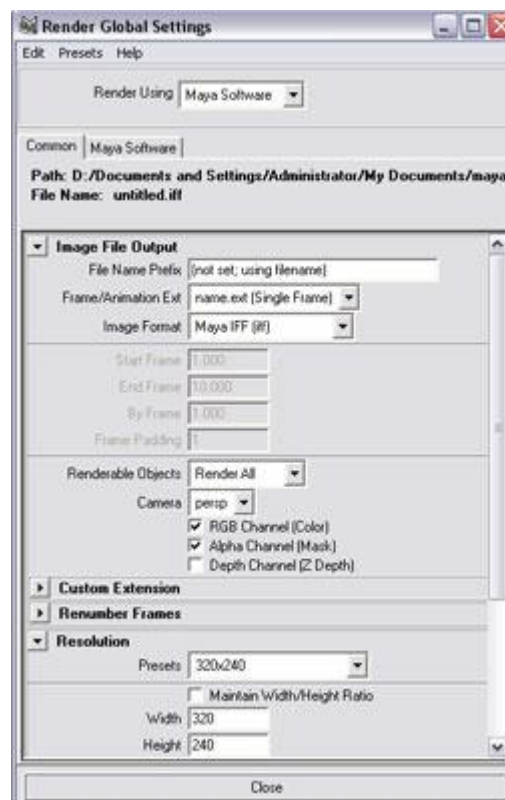 Render Global Settings
Edit Presets Help
Render Using Maya Software
Common Maya Software
Path: D:/Documents and Settings/Administrator/My Documents/maya
File Name: untitled.iff
Image File Output
File Name Prefix (not set; using filename)
Frame/Animation Ext name.ext (Single Frame)
Image Format Maya IFF (iff)
Start Frame 1.000
End Frame 10.000
By Frame 1.000
Frame Padding 1
Renderable Objects Render All
Camera persp
RGB Channel (Color)
Alpha Channel (Mask)
Depth Channel (Z Depth)
Custom Extension
Renumber Frames
Resolution
Presets 320x240
Maintain Width/Height Ratio
Width 320
Height 240
Close